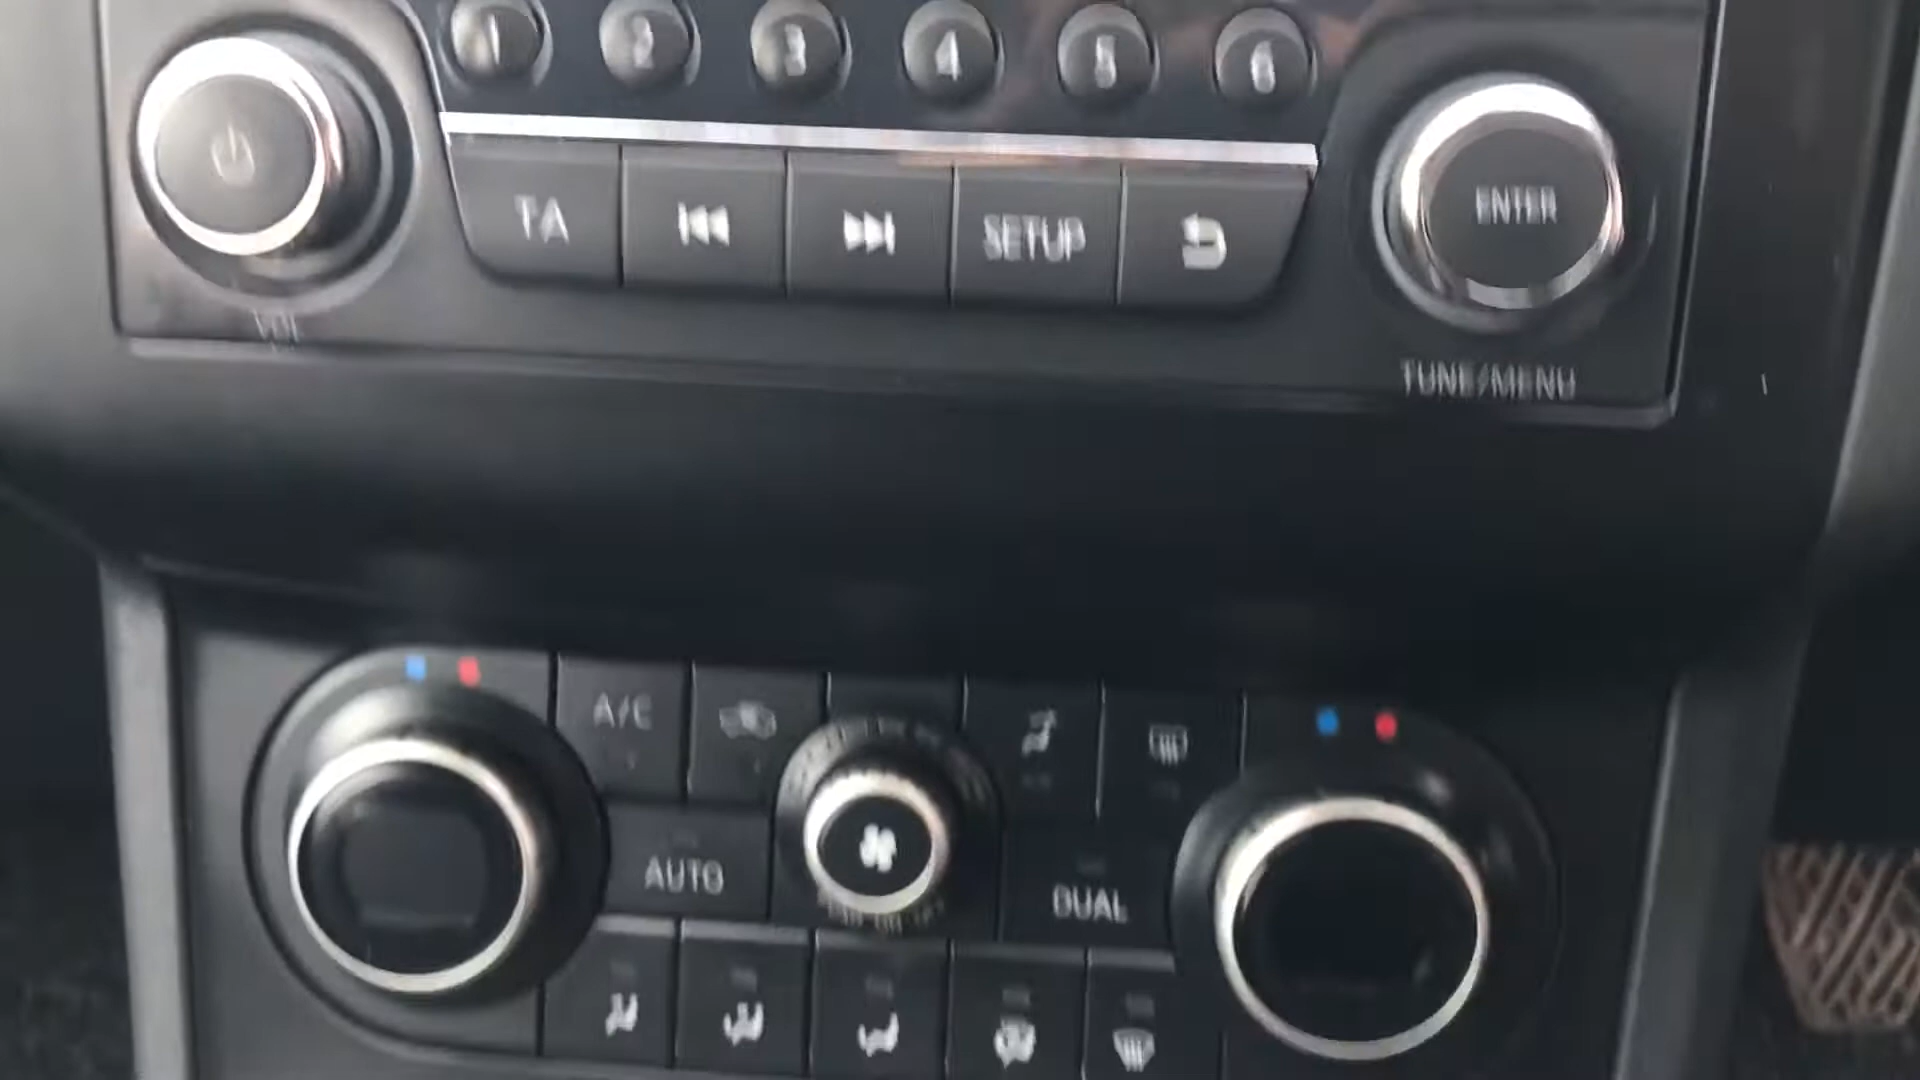 1 2 3 4 5 6
TA SETUP
ENTER
VOL
TUNE/MENU
A/C
AUTO
DUAL